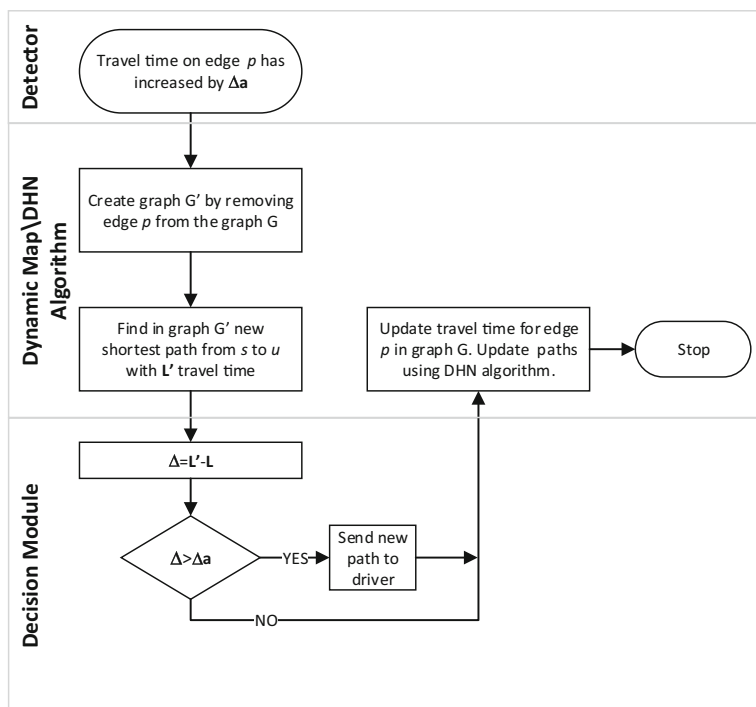 Detector
Travel time on edge p has
increased by Δa
Dynamic Map\DHN
Algorithm
Create graph G' by removing
edge p from the graph G
Find in graph G' new
shortest path from s to u
with L' travel time
Update travel time for edge
p in graph G. Update paths
using DHN algorithm.
Stop
Decision Module
Δ=L'-L
Δ>Δa
YES
Send new
path to
driver
NO